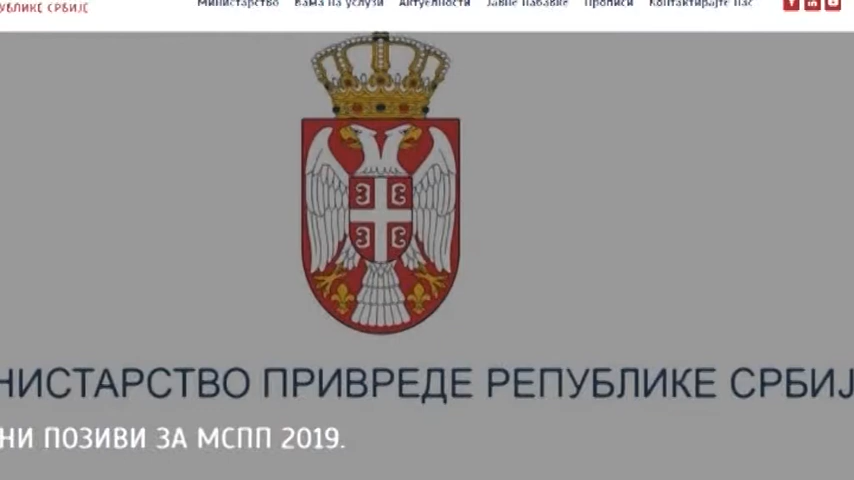 УБЛИКЕ СРБИЈЕ
Министарство Вама на услузи Актуелности Јавне набавке Прописи Контактирајте нас
НИСТАРСТВО ПРИВРЕДЕ РЕПУБЛИКЕ СРБИЈ
НИ ПОЗИВИ ЗА МСПП 2019.